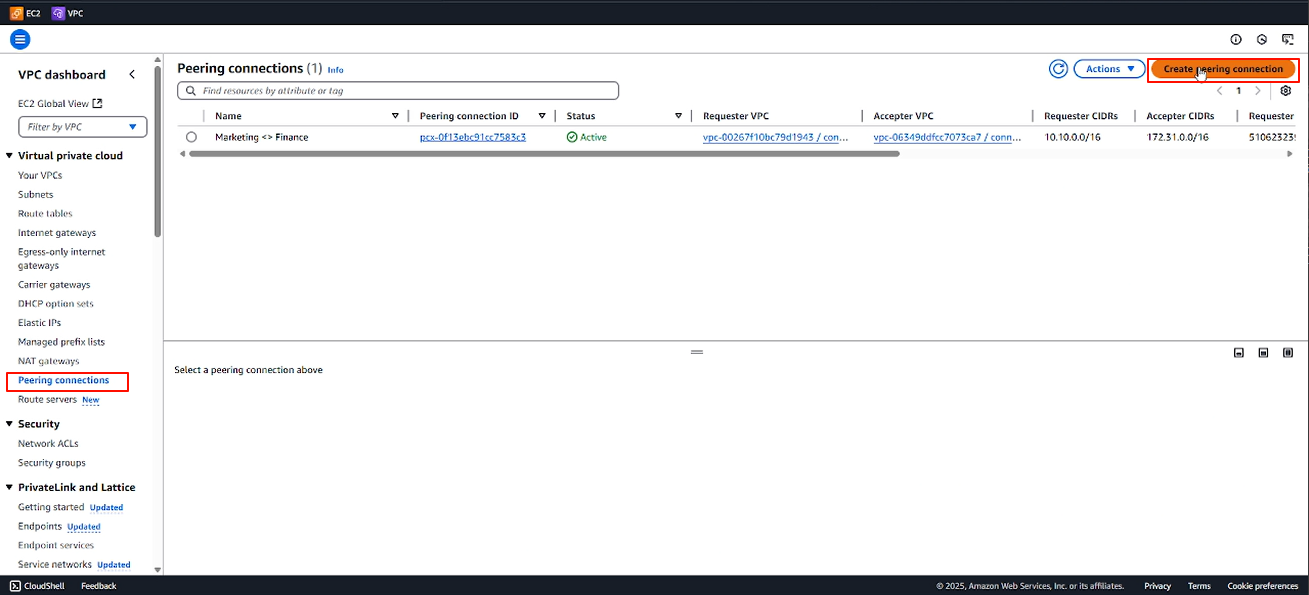 EC2 VPC
VPC dashboard
EC2 Global View
Filter by VPC
Virtual private cloud
Your VPCs
Subnets
Route tables
Internet gateways
Egress-only internet
gateways
Carrier gateways
DHCP option sets
Elastic IPs
Managed prefix lists
NAT gateways
Peering connections
Route servers New
Security
Network ACLs
Security groups
PrivateLink and Lattice
Getting started Updated
Endpoints Updated
Endpoint services
Service networks Updated
Peering connections (1) Info
Actions
Create peering connection
Find resources by attribute or tag
1
Name Peering connection ID Status Requester VPC Accepter VPC Requester CIDRs Accepter CIDRs Requester
Marketing <> Finance pcx-0f13ebc91cc7583c3 Active vpc-00267f10bc79d1943 / con... vpc-06349ddfcc7073ca7 / conn... 10.10.0.0/16 172.31.0.0/16 51062323
Select a peering connection above
CloudShell Feedback © 2025, Amazon Web Services, Inc. or its affiliates. Privacy Terms Cookie preferences